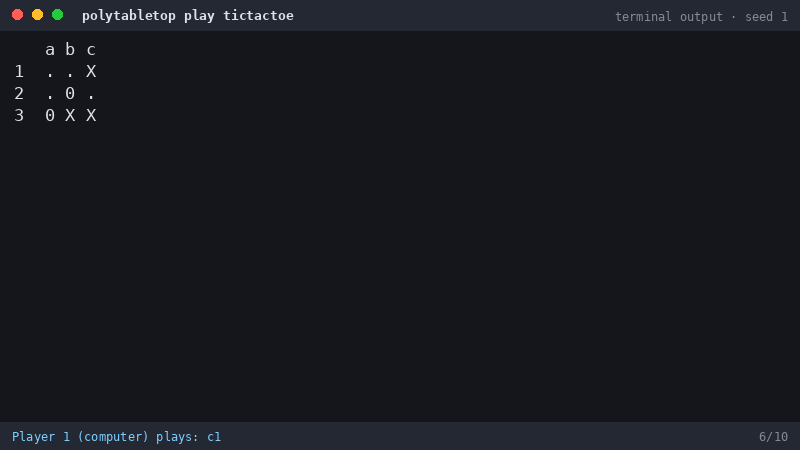 polytabletop play tictactoe
terminal output · seed 1
a b c
1 . . X
2 . 0 .
3 0 X X
Player 1 (computer) plays: c1
6/10